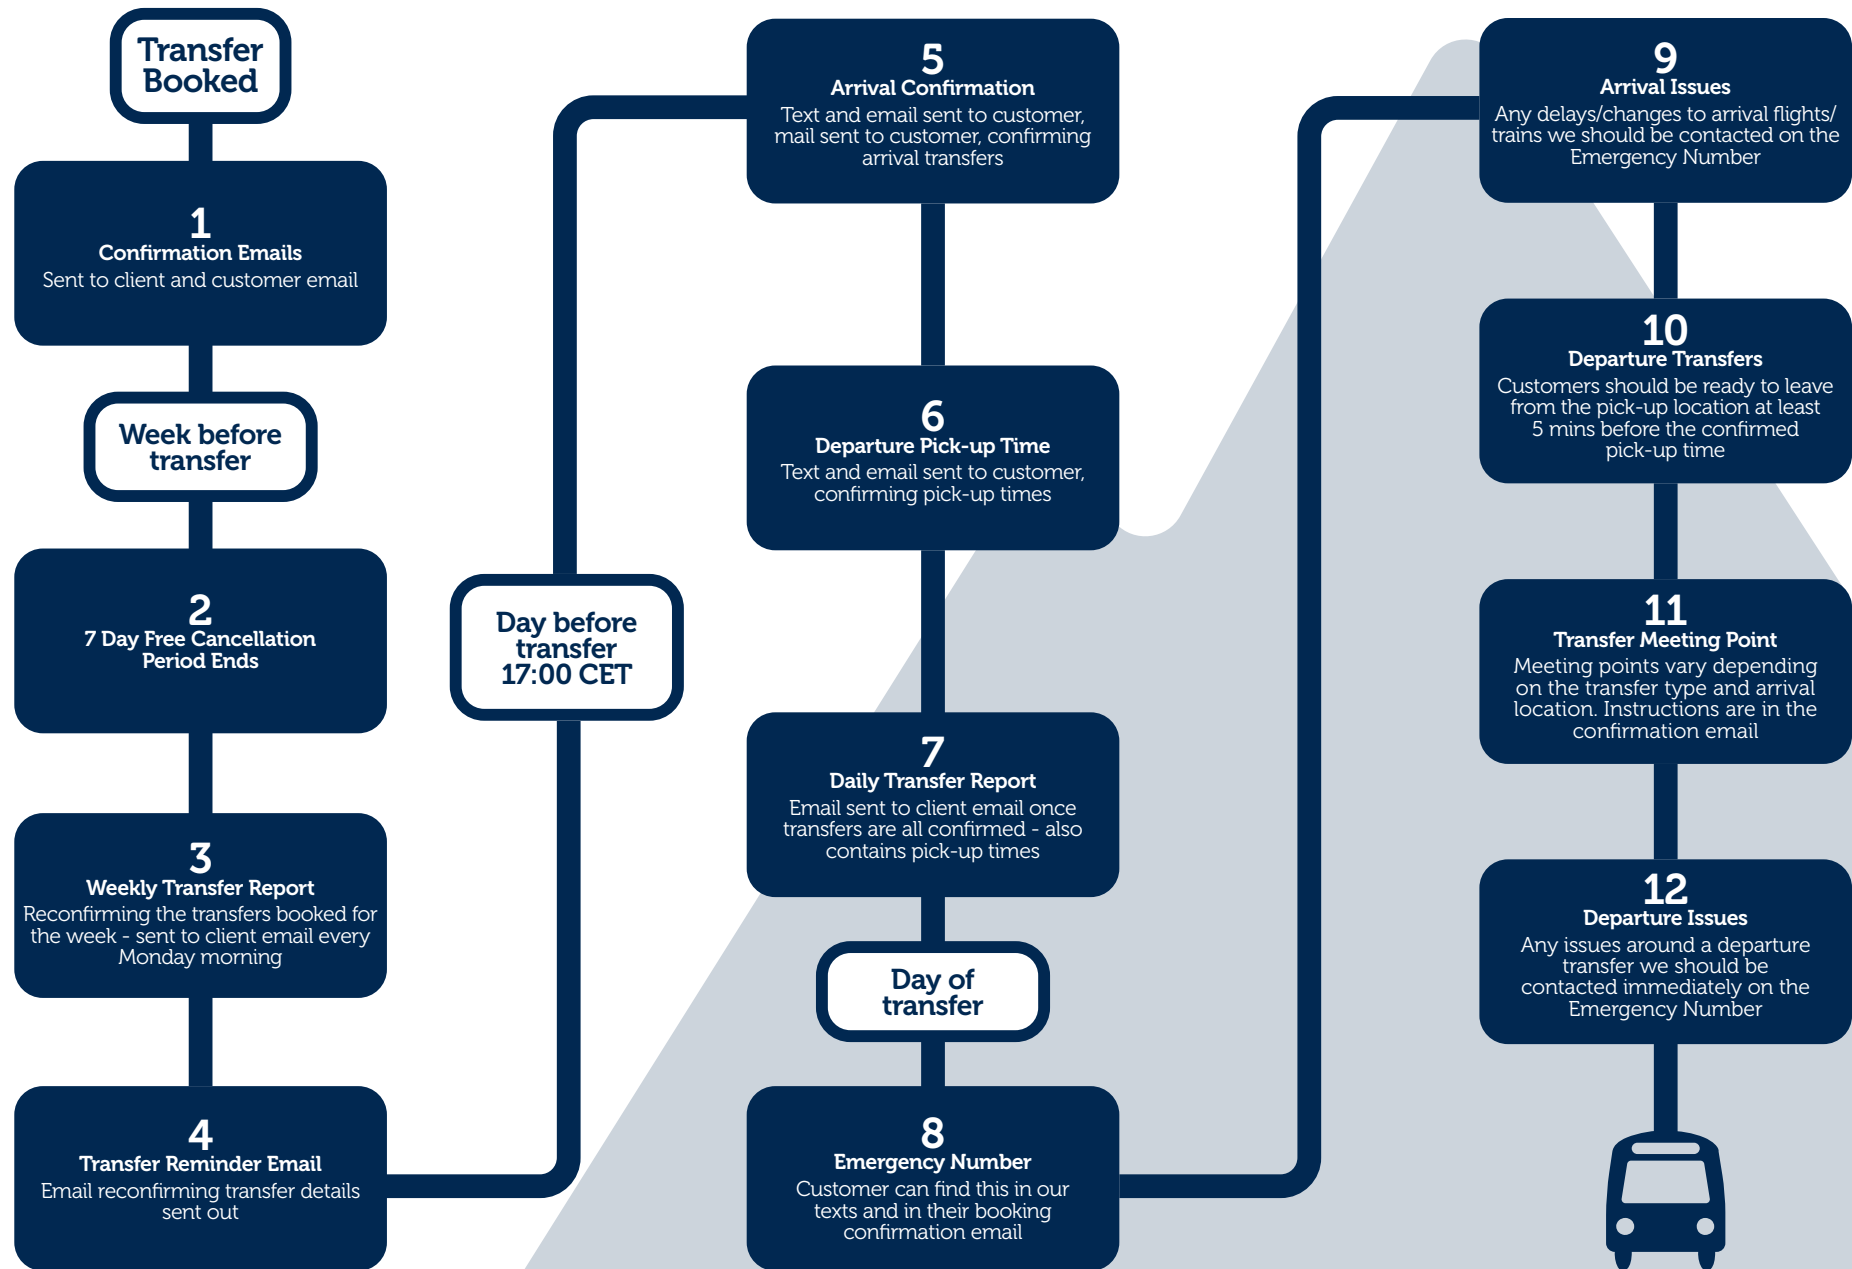 Transfer
Booked
1
Confirmation Emails
Sent to client and customer email
Week before
transfer
2
7 Day Free Cancellation
Period Ends
3
Weekly Transfer Report
Reconfirming the transfers booked for
the week - sent to client email every
Monday morning
4
Transfer Reminder Email
Email reconfirming transfer details
sent out
Day before
transfer
17:00 CET
5
Arrival Confirmation
Text and email sent to customer,
mail sent to customer, confirming
arrival transfers
6
Departure Pick-up Time
Text and email sent to customer,
confirming pick-up times
7
Daily Transfer Report
Email sent to client email once
transfers are all confirmed - also
contains pick-up times
Day of
transfer
8
Emergency Number
Customer can find this in our
texts and in their booking
confirmation email
9
Arrival Issues
Any delays/changes to arrival flights/
trains we should be contacted on the
Emergency Number
10
Departure Transfers
Customers should be ready to leave
from the pick-up location at least
5 mins before the confirmed
pick-up time
11
Transfer Meeting Point
Meeting points vary depending
on the transfer type and arrival
location. Instructions are in the
confirmation email
12
Departure Issues
Any issues around a departure
transfer we should be
contacted immediately on the
Emergency Number